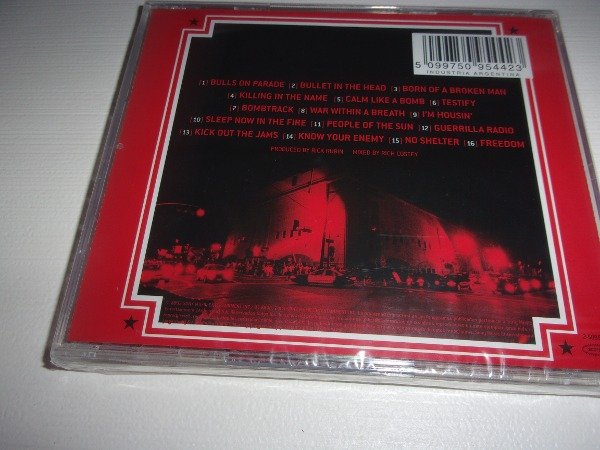 5 099750 954423
INDUSTRIA ARGENTINA
[1] BULLS ON PARADE [2] BULLET IN THE HEAD [3] BORN OF A BROKEN MAN
[4] KILLING IN THE NAME [5] CALM LIKE A BOMB [6] TESTIFY
[7] BOMBTRACK [8] WAR WITHIN A BREATH [9] I'M HOUSIN'
[10] SLEEP NOW IN THE FIRE [11] PEOPLE OF THE SUN [12] GUERRILLA RADIO
[13] KICK OUT THE JAMS [14] KNOW YOUR ENEMY [15] NO SHELTER [16] FREEDOM
PRODUCED BY RICK RUBIN MIXED BY RICH COSTEY